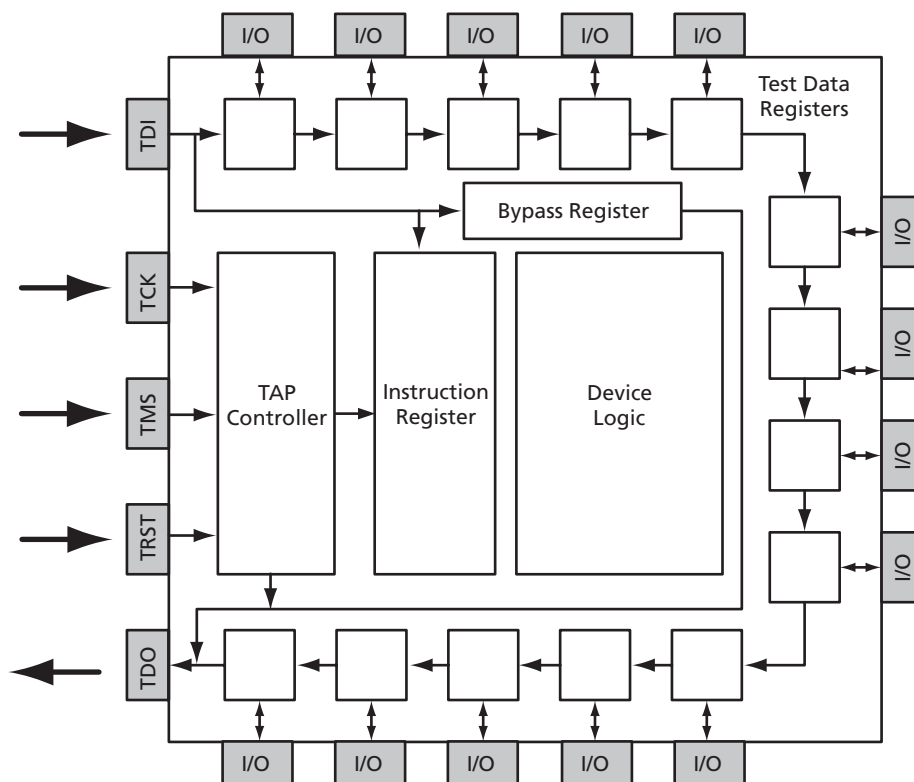 I/O
I/O
I/O
I/O
I/O
Test Data
Registers
TDI
Bypass Register
I/O
TCK
I/O
TAP
Controller
Instruction
Register
Device
Logic
TMS
I/O
TRST
I/O
TDO
I/O
I/O
I/O
I/O
I/O